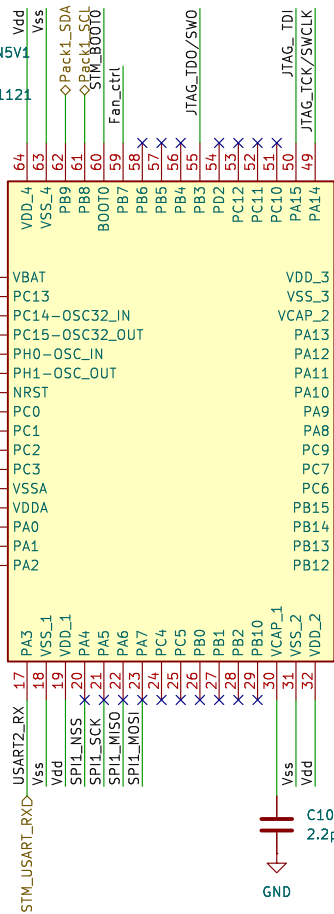 Vdd
Vss
Pack1_SDA
Pack1_SCL
STM_BOOT0
Fan_ctrl
JTAG_TDO/SWO
JTAG_TDI
JTAG_TCK/SWCLK
N5V1
1121
64
63
62
61
60
59
58
57
56
55
54
53
52
51
50
49
VDD_4
VSS_4
PB9
PB8
BOOT0
PB7
PB6
PB5
PB4
PB3
PD2
PC12
PC11
PC10
PA15
PA14
VBAT
PC13
PC14-OSC32_IN
PC15-OSC32_OUT
PH0-OSC_IN
PH1-OSC_OUT
NRST
PC0
PC1
PC2
PC3
VSSA
VDDA
PA0
PA1
PA2
VDD_3
VSS_3
VCAP_2
PA13
PA12
PA11
PA10
PA9
PA8
PC9
PC7
PC6
PB15
PB14
PB13
PB12
PA3
VSS_1
VDD_1
PA4
PA5
PA6
PA7
PC4
PC5
PB0
PB1
PB2
PB10
VCAP_1
VSS_2
VDD_2
17
18
19
20
21
22
23
24
25
26
27
28
29
30
31
32
USART2_RX
Vss
Vdd
SPI1_NSS
SPI1_SCK
SPI1_MISO
SPI1_MOSI
Vss
Vdd
STM_USART_RXD
C10
2.2µ
GND